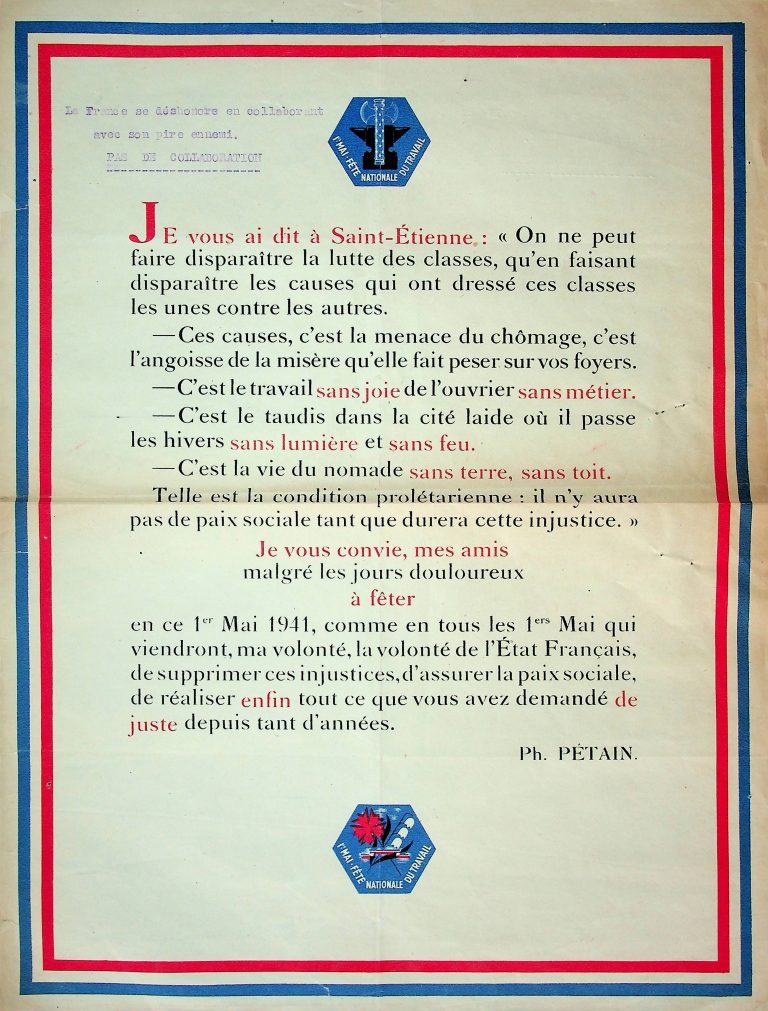 La France se déshonore en collaborant
avec son pire ennemi.
PAS DE COLLABORATION
1er MAI · FÊTE NATIONALE DU TRAVAIL
JE vous ai dit à Saint-Étienne : « On ne peut
faire disparaître la lutte des classes, qu'en faisant
disparaître les causes qui ont dressé ces classes
les unes contre les autres.
— Ces causes, c'est la menace du chômage, c'est
l'angoisse de la misère qu'elle fait peser sur vos foyers.
— C'est le travail sans joie de l'ouvrier sans métier.
— C'est le taudis dans la cité laide où il passe
les hivers sans lumière et sans feu.
— C'est la vie du nomade sans terre, sans toit.
Telle est la condition prolétarienne : il n'y aura
pas de paix sociale tant que durera cette injustice. »
Je vous convie, mes amis
malgré les jours douloureux
à fêter
en ce 1er Mai 1941, comme en tous les 1ers Mai qui
viendront, ma volonté, la volonté de l'État Français,
de supprimer ces injustices, d'assurer la paix sociale,
de réaliser enfin tout ce que vous avez demandé de
juste depuis tant d'années.
Ph. PÉTAIN.
1er MAI · FÊTE NATIONALE DU TRAVAIL